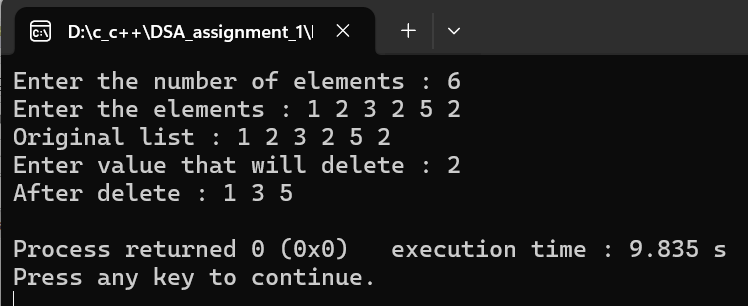 D:\c_c++\DSA_assignment_1\
Enter the number of elements : 6
Enter the elements : 1 2 3 2 5 2
Original list : 1 2 3 2 5 2
Enter value that will delete : 2
After delete : 1 3 5
Process returned 0 (0x0)   execution time : 9.835 s
Press any key to continue.